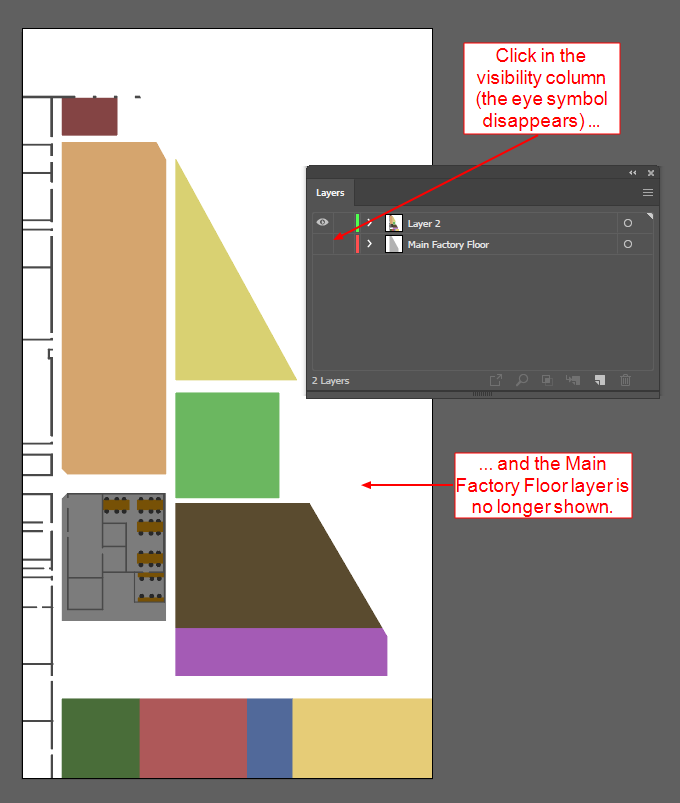 Click in the
visibility column
(the eye symbol
disappears) ...
Layers
Layer 2
Main Factory Floor
2 Layers
... and the Main
Factory Floor layer is
no longer shown.